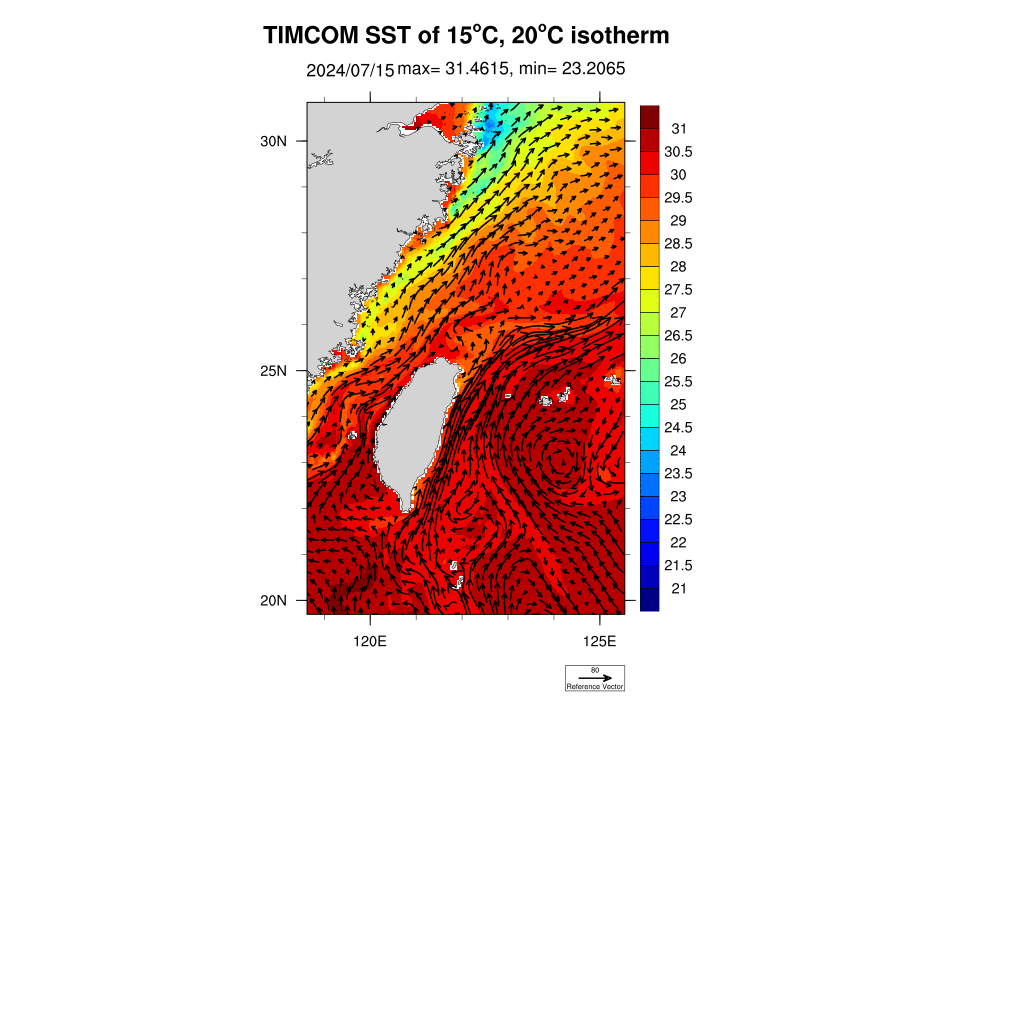 TIMCOM SST of 15°C, 20°C isotherm
2024/07/15 max= 31.4615, min= 23.2065
30N
25N
20N
120E
125E
31
30.5
30
29.5
29
28.5
28
27.5
27
26.5
26
25.5
25
24.5
24
23.5
23
22.5
22
21.5
21
80
Reference Vector